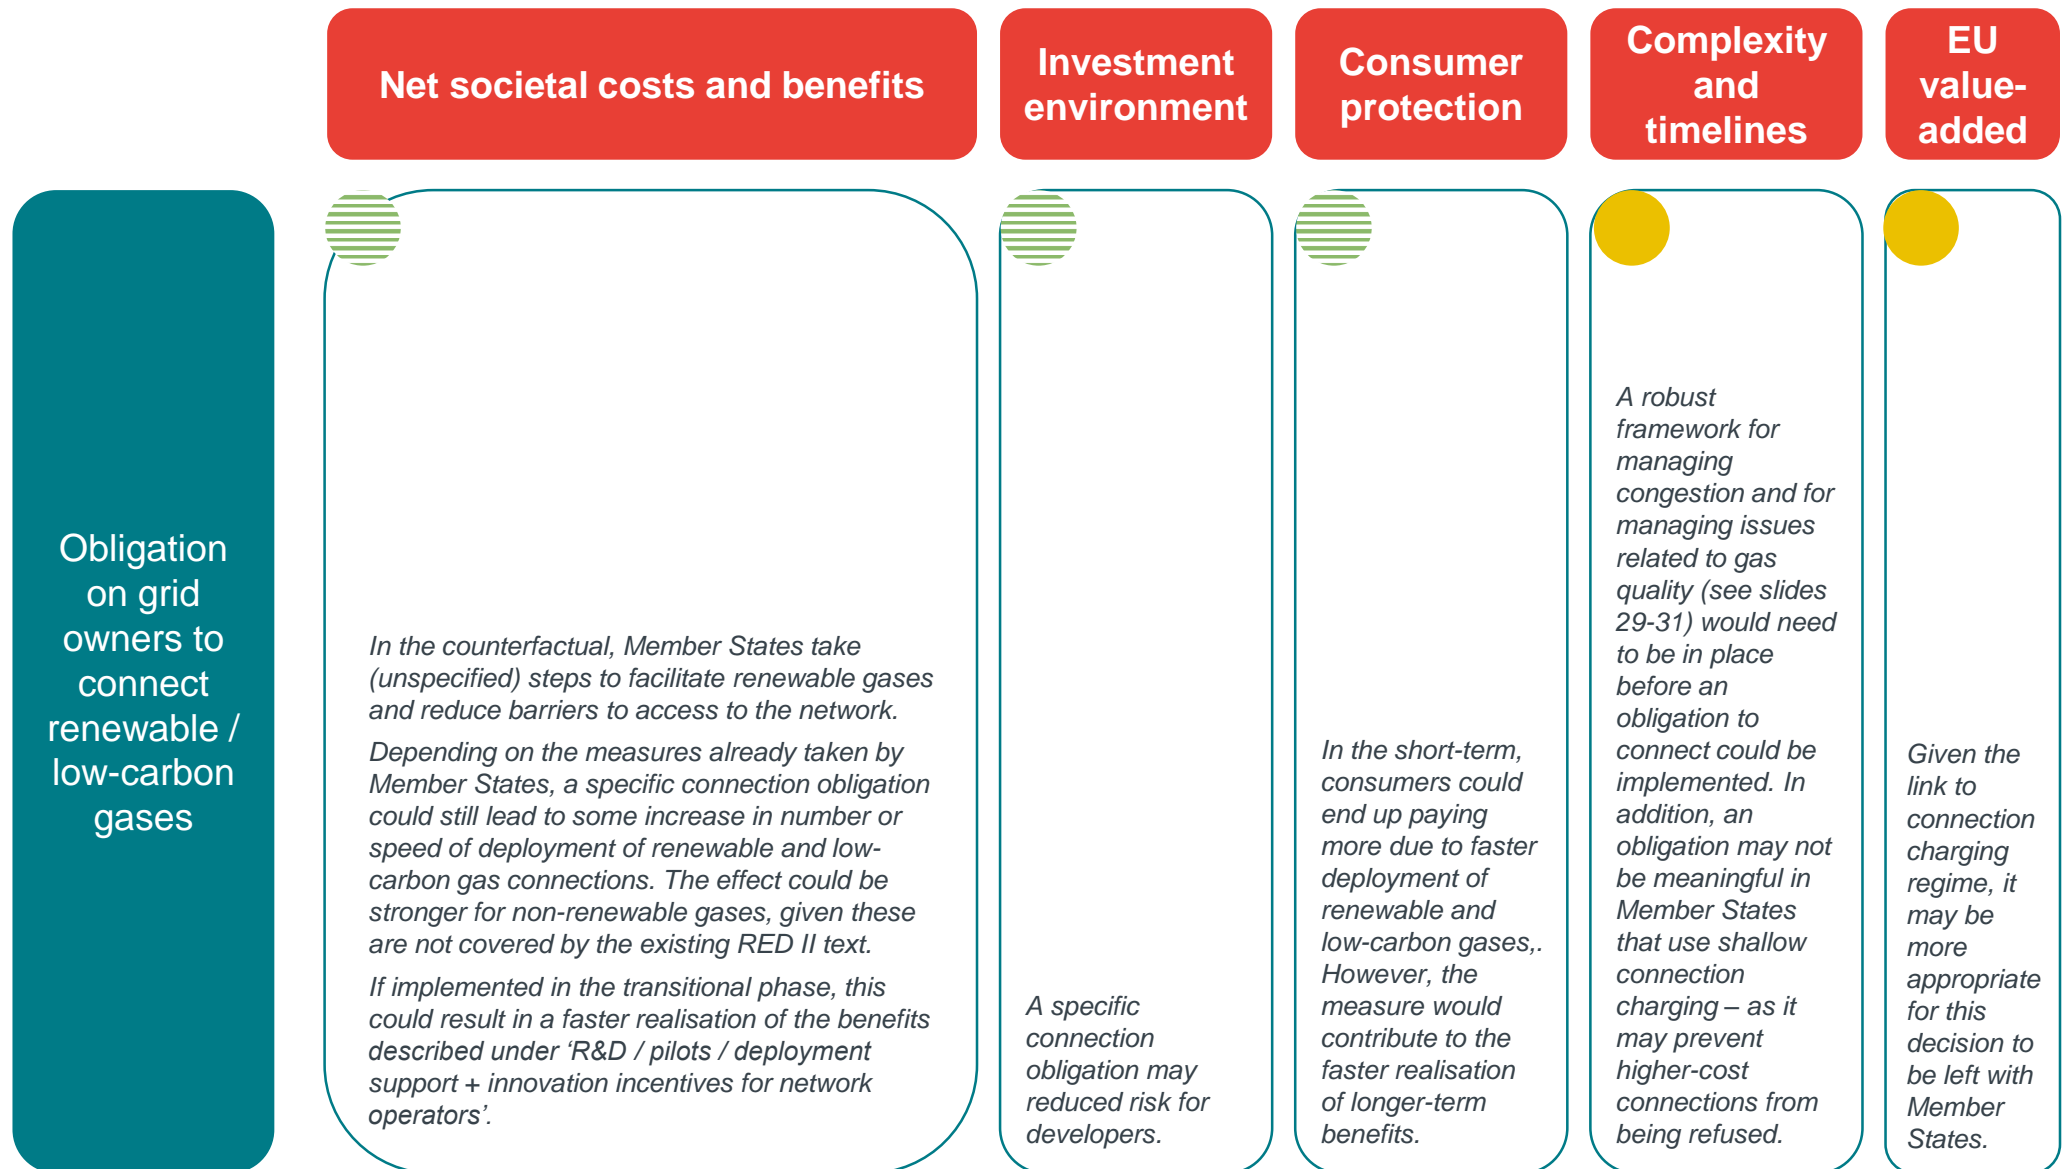 Net societal costs and benefits
Investment
environment
Consumer
protection
Complexity
and
timelines
EU
value-
added
Obligation
on grid
owners to
connect
renewable /
low-carbon
gases
In the counterfactual, Member States take
(unspecified) steps to facilitate renewable gases
and reduce barriers to access to the network.
Depending on the measures already taken by
Member States, a specific connection obligation
could still lead to some increase in number or
speed of deployment of renewable and low-
carbon gas connections. The effect could be
stronger for non-renewable gases, given these
are not covered by the existing RED II text.
If implemented in the transitional phase, this
could result in a faster realisation of the benefits
described under ‘R&D / pilots / deployment
support + innovation incentives for network
operators’.
A specific
connection
obligation may
reduced risk for
developers.
In the short-term,
consumers could
end up paying
more due to faster
deployment of
renewable and
low-carbon gases,.
However, the
measure would
contribute to the
faster realisation
of longer-term
benefits.
A robust
framework for
managing
congestion and for
managing issues
related to gas
quality (see slides
29-31) would need
to be in place
before an
obligation to
connect could be
implemented. In
addition, an
obligation may not
be meaningful in
Member States
that use shallow
connection
charging – as it
may prevent
higher-cost
connections from
being refused.
Given the
link to
connection
charging
regime, it
may be
more
appropriate
for this
decision to
be left with
Member
States.